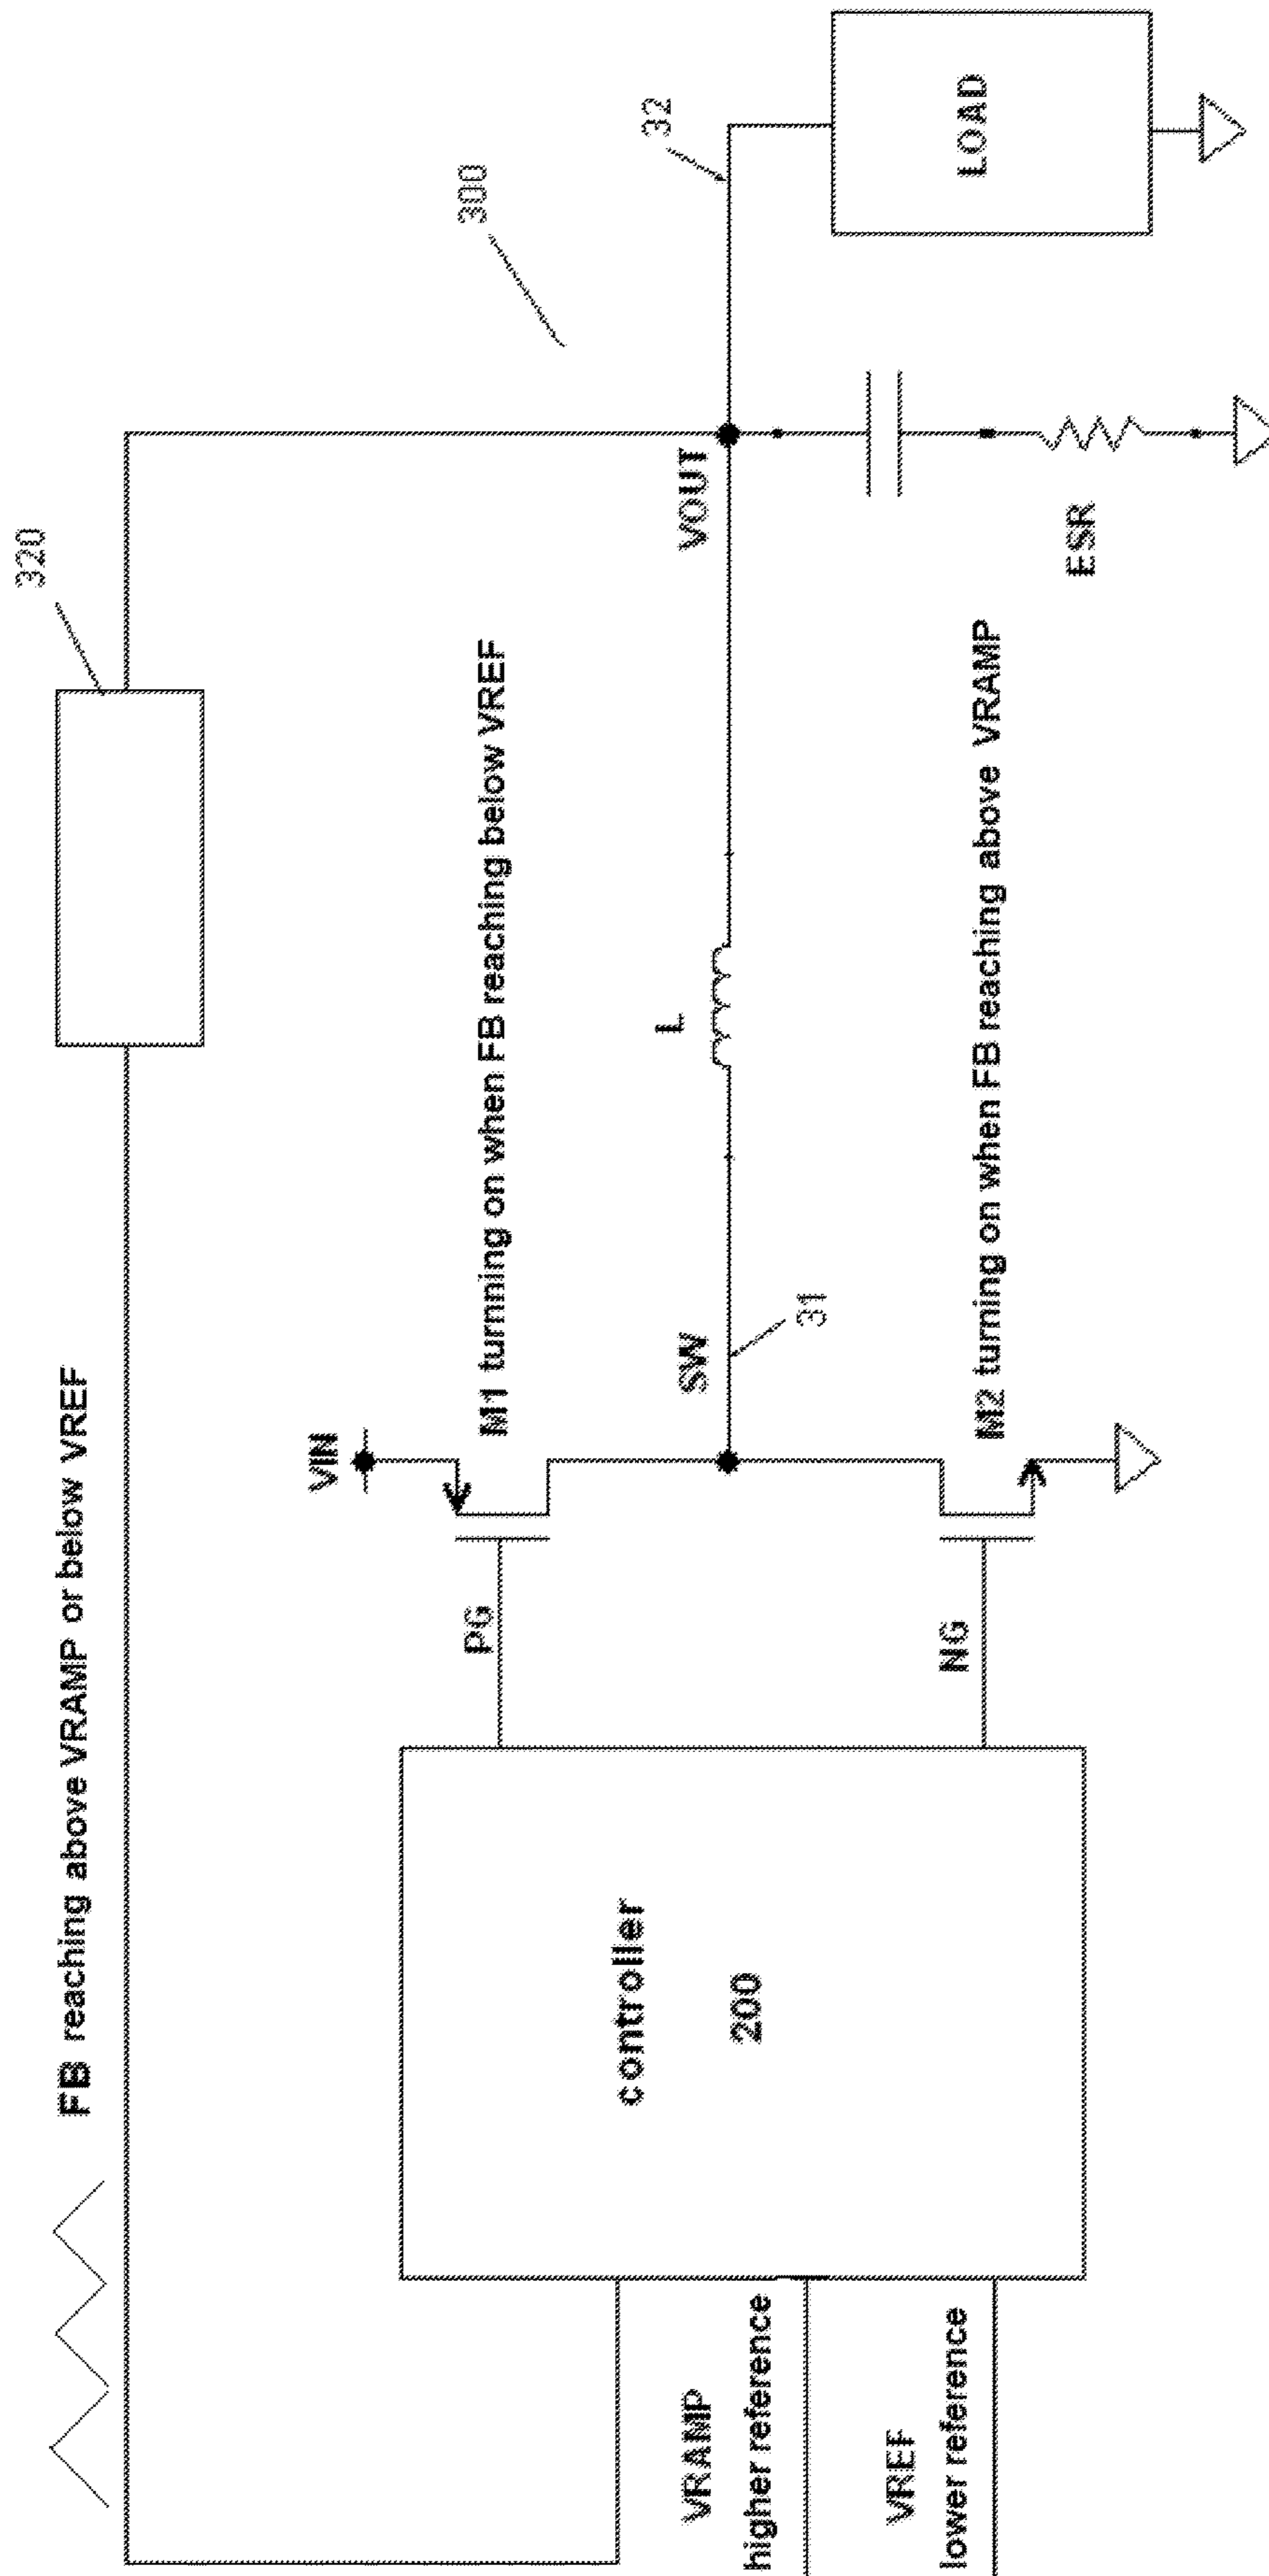 FB reaching above VRAMP or below VREF
320
300
32
VIN
M1 turnning on when FB reaching below VREF
PG
controller
200
SW
31
L
VOUT
LOAD
VRAMP
higher reference
NG
M2 turning on when FB reaching above VRAMP
ESR
VREF
lower reference